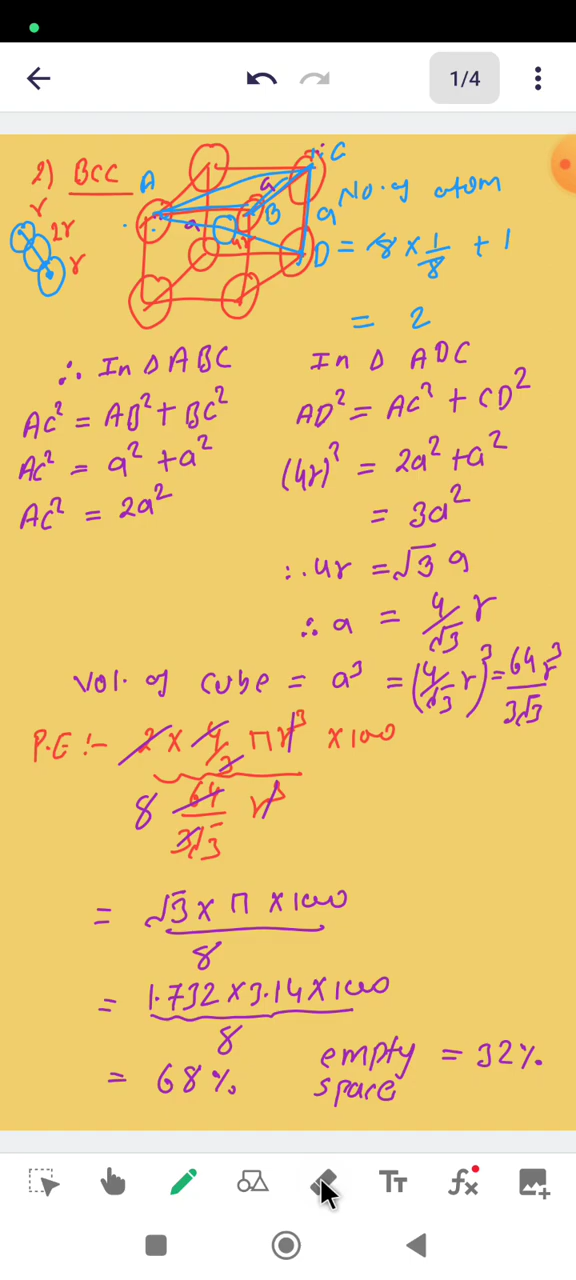 1/4
2) BCC
A
C
r
2r
r
a
a
B
a
4r
D
No. of atom
= 8 × 1/8 + 1
= 2
∴ In Δ ABC
AC² = AB² + BC²
AC² = a² + a²
AC² = 2a²
In Δ ADC
AD² = AC² + CD²
(4r)² = 2a² + a²
= 3a²
∴ 4r = √3 a
∴ a = 4/√3 r
Vol. of cube = a³ = (4/√3 r)³ = 64r³/3√3
P.E :- 2 × 4/3 πr³ × 100
8 64/3√3 r³
= √3 × π × 100
8
= 1.732 × 3.14 × 100
8
= 68%
empty = 32%
space
Tт
fx